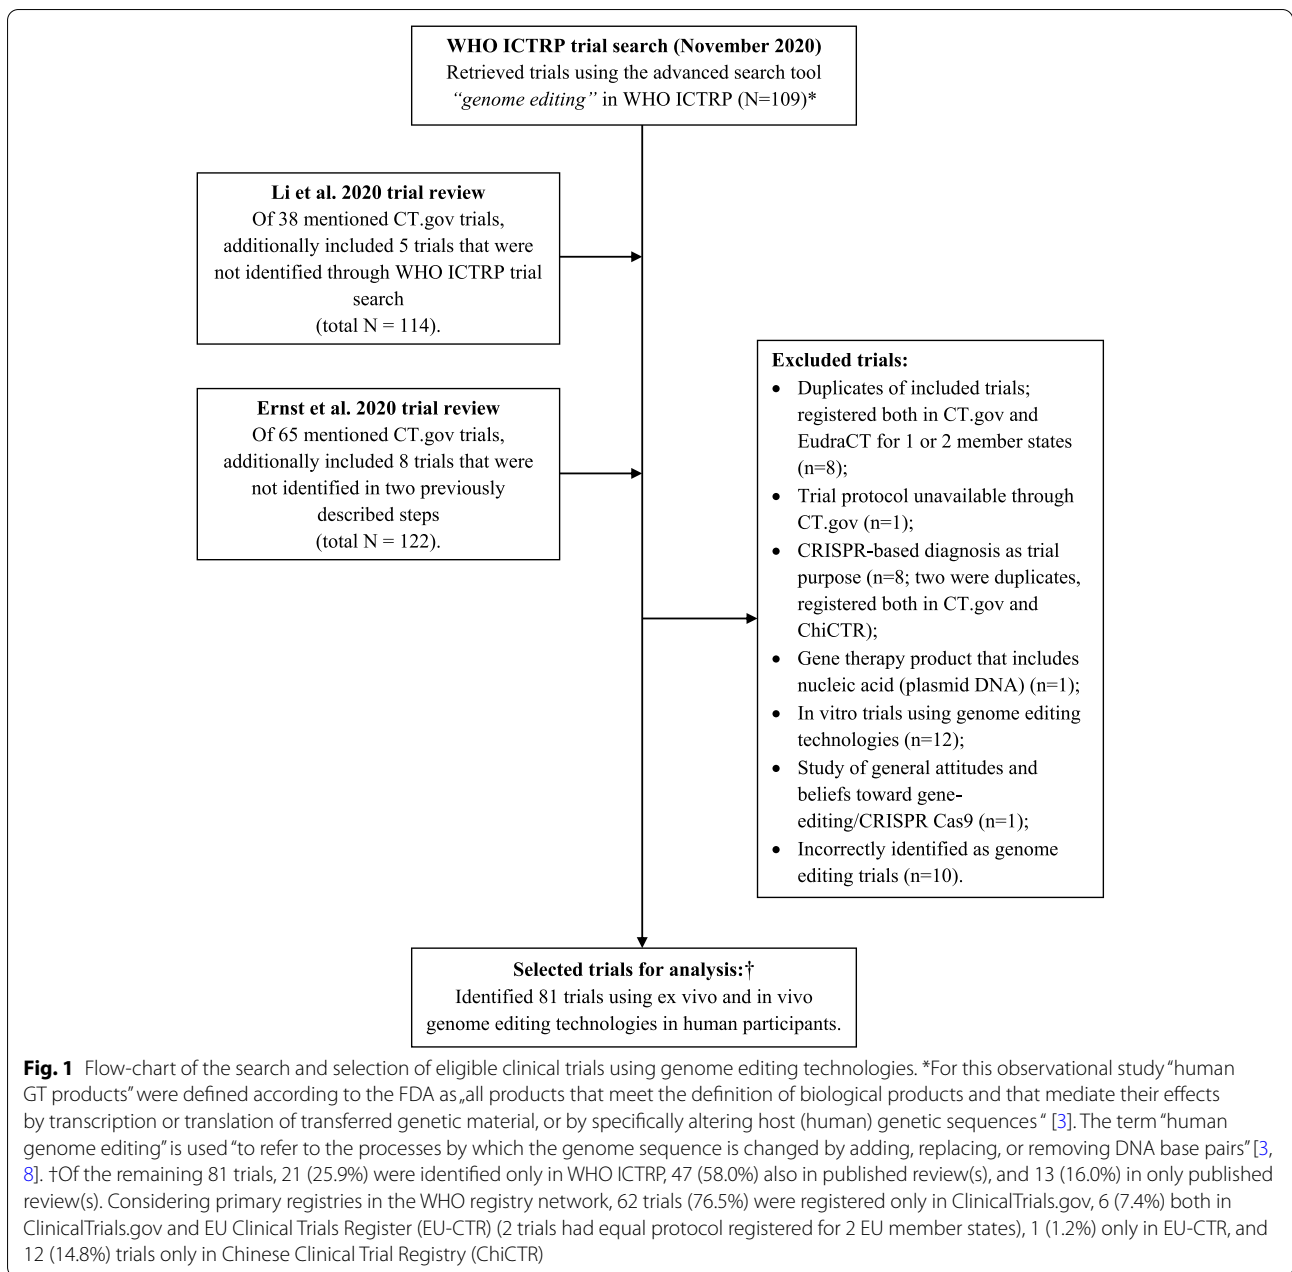 WHO ICTRP trial search (November 2020)
Retrieved trials using the advanced search tool
“genome editing” in WHO ICTRP (N=109)*
Li et al. 2020 trial review
Of 38 mentioned CT.gov trials,
additionally included 5 trials that were
not identified through WHO ICTRP trial
search
(total N = 114).
Ernst et al. 2020 trial review
Of 65 mentioned CT.gov trials,
additionally included 8 trials that were
not identified in two previously
described steps
(total N = 122).
Excluded trials:
• Duplicates of included trials;
registered both in CT.gov and
EudraCT for 1 or 2 member states
(n=8);
• Trial protocol unavailable through
CT.gov (n=1);
• CRISPR-based diagnosis as trial
purpose (n=8; two were duplicates,
registered both in CT.gov and
ChiCTR);
• Gene therapy product that includes
nucleic acid (plasmid DNA) (n=1);
• In vitro trials using genome editing
technologies (n=12);
• Study of general attitudes and
beliefs toward gene-
editing/CRISPR Cas9 (n=1);
• Incorrectly identified as genome
editing trials (n=10).
Selected trials for analysis:†
Identified 81 trials using ex vivo and in vivo
genome editing technologies in human participants.
Fig. 1 Flow-chart of the search and selection of eligible clinical trials using genome editing technologies. *For this observational study “human
GT products” were defined according to the FDA as „all products that meet the definition of biological products and that mediate their effects
by transcription or translation of transferred genetic material, or by specifically altering host (human) genetic sequences“ [3]. The term “human
genome editing” is used “to refer to the processes by which the genome sequence is changed by adding, replacing, or removing DNA base pairs” [3,
8]. †Of the remaining 81 trials, 21 (25.9%) were identified only in WHO ICTRP, 47 (58.0%) also in published review(s), and 13 (16.0%) in only published
review(s). Considering primary registries in the WHO registry network, 62 trials (76.5%) were registered only in ClinicalTrials.gov, 6 (7.4%) both in
ClinicalTrials.gov and EU Clinical Trials Register (EU-CTR) (2 trials had equal protocol registered for 2 EU member states), 1 (1.2%) only in EU-CTR, and
12 (14.8%) trials only in Chinese Clinical Trial Registry (ChiCTR)